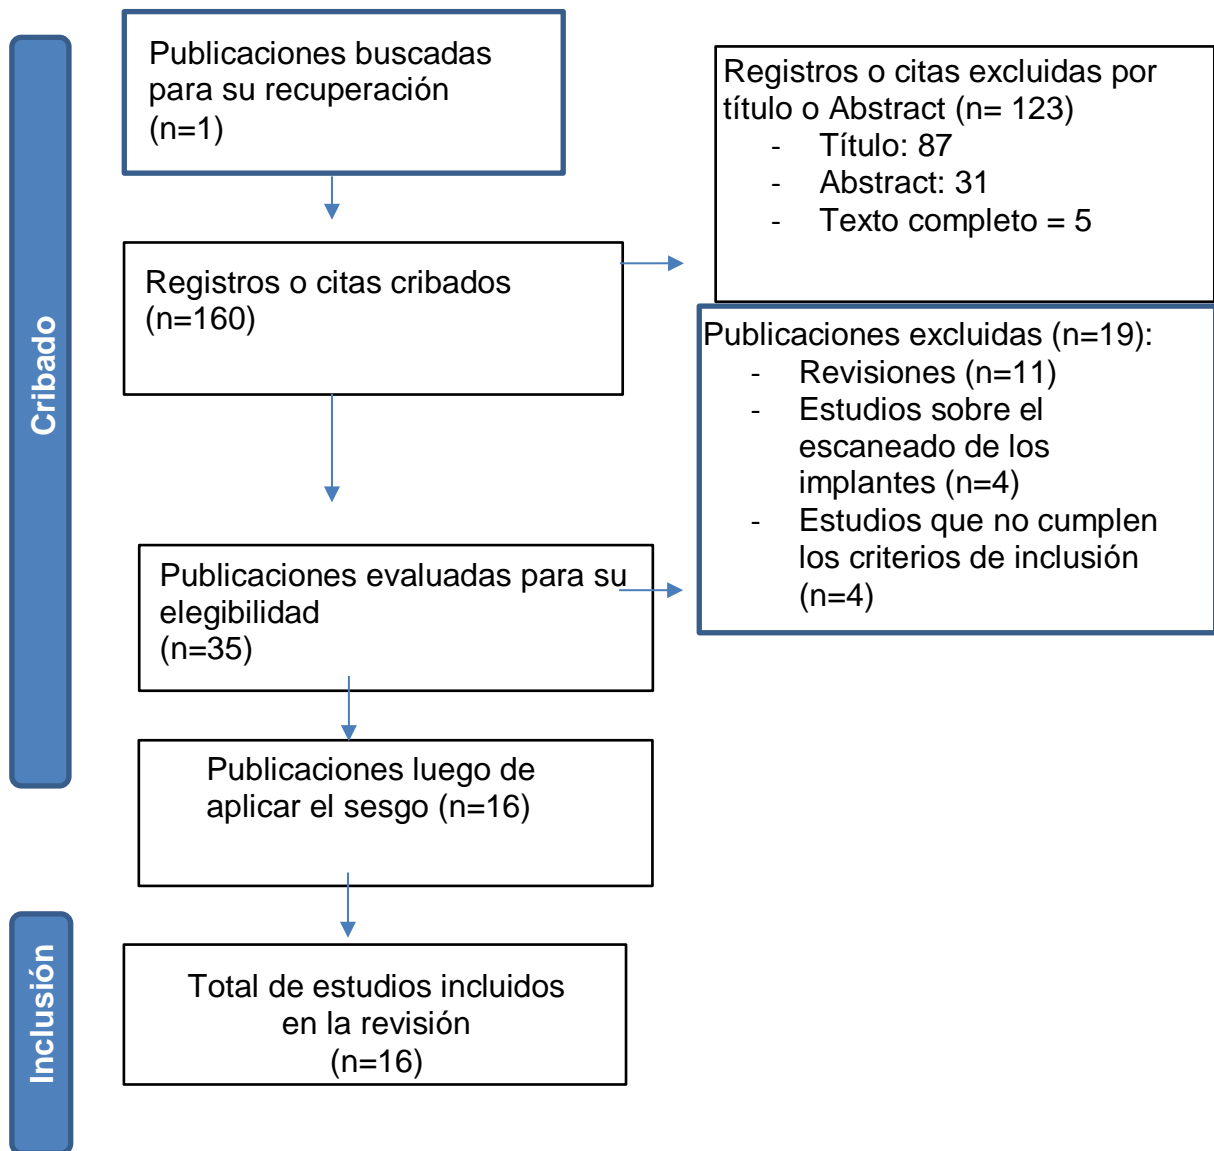 Publicaciones buscadas
para su recuperación
(n=1)
Registros o citas excluidas por
título o Abstract (n= 123)
- Título: 87
- Abstract: 31
- Texto completo = 5
Registros o citas cribados
(n=160)
Publicaciones excluidas (n=19):
- Revisiones (n=11)
- Estudios sobre el
escaneado de los
implantes (n=4)
- Estudios que no cumplen
los criterios de inclusión
(n=4)
Cribado
Publicaciones evaluadas para su
elegibilidad
(n=35)
Publicaciones luego de
aplicar el sesgo (n=16)
Inclusión
Total de estudios incluidos
en la revisión
(n=16)